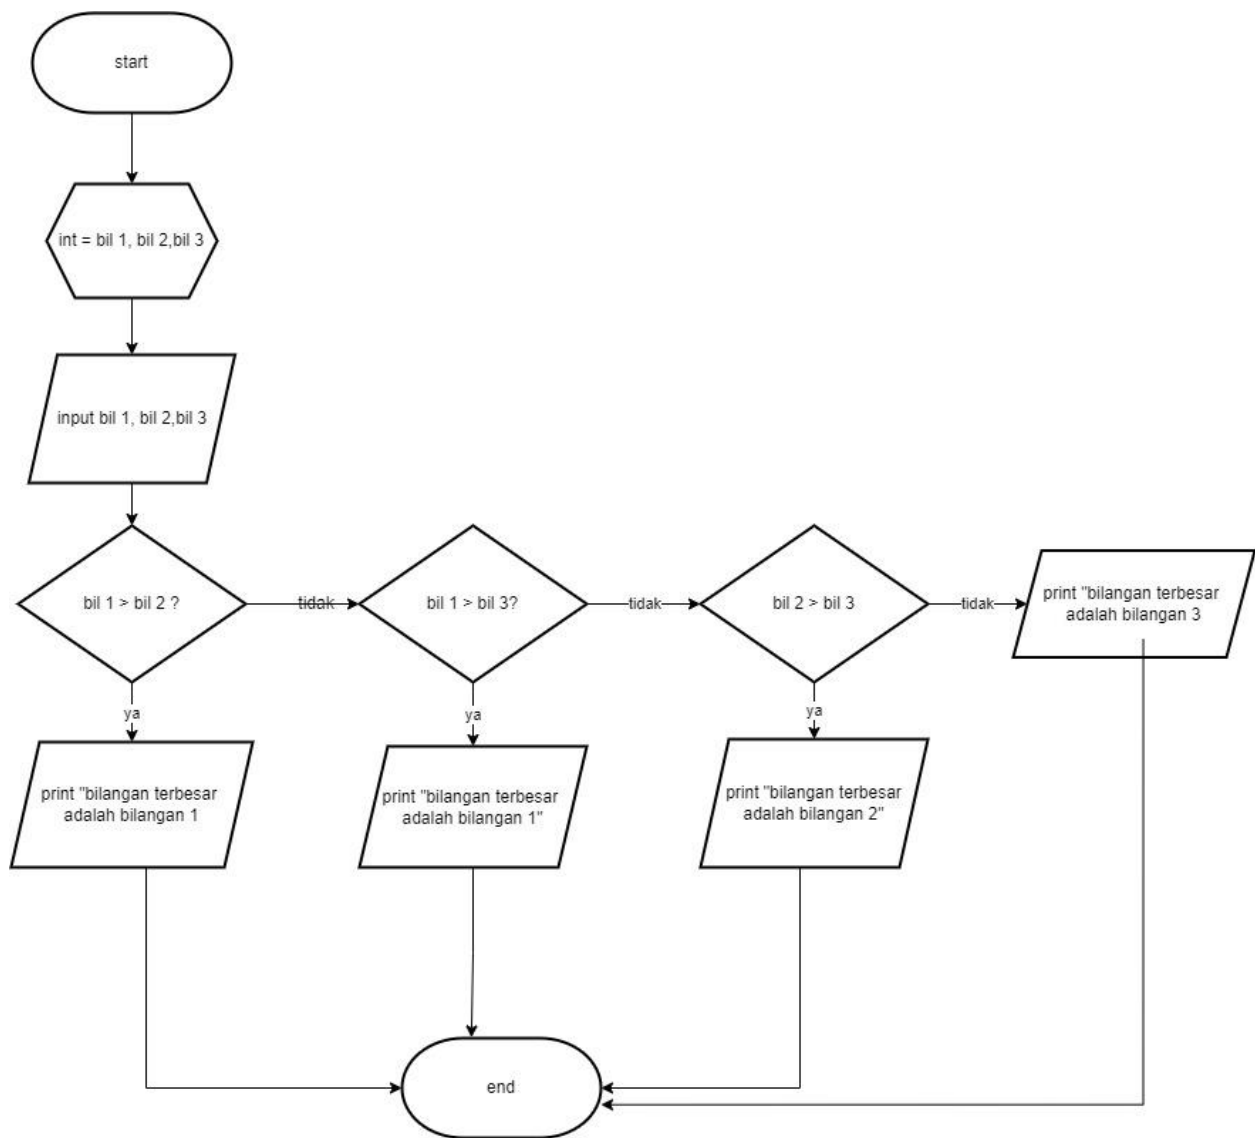 start
int = bil 1, bil 2,bil 3
input bil 1, bil 2,bil 3
bil 1 > bil 2 ?
tidak
bil 1 > bil 3?
tidak
bil 2 > bil 3
tidak
print "bilangan terbesar
adalah bilangan 3
ya
ya
ya
print "bilangan terbesar
adalah bilangan 1
print "bilangan terbesar
adalah bilangan 1"
print "bilangan terbesar
adalah bilangan 2"
end